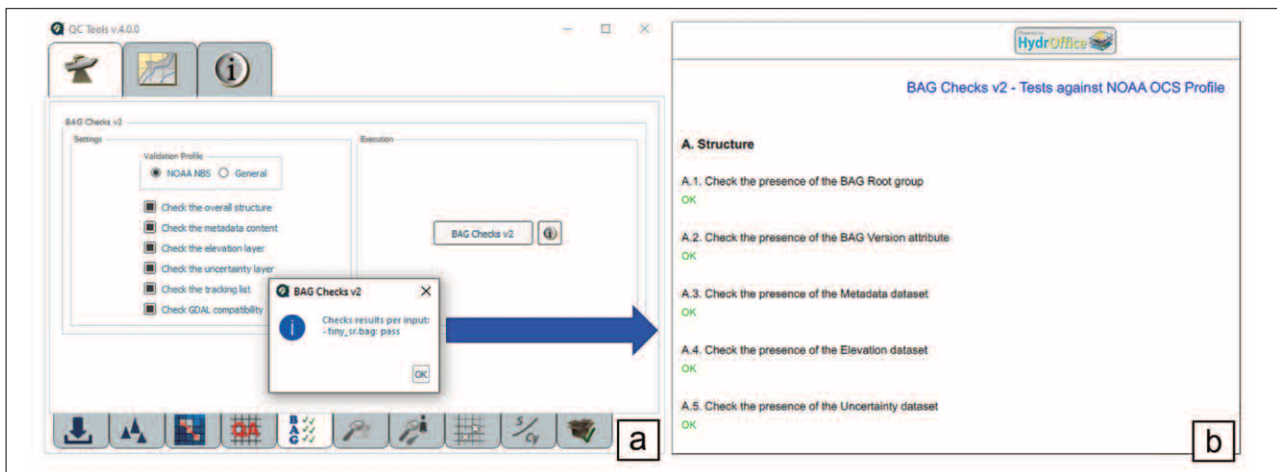 QC Tools v.4.0.0
BAG Checks v2
Settings
Validation Profile
NOAA NBS General
Check the overall structure
Check the metadata content
Check the elevation layer
Check the uncertainty layer
Check the tracking list
Check GDAL compatibility
Execution
BAG Checks v2
BAG Checks v2
Checks results per input:
- tiny_sr.bag: pass
OK
QA
BAG
S/Cy
a
HydrOffice
BAG Checks v2 - Tests against NOAA OCS Profile
A. Structure
A.1. Check the presence of the BAG Root group
OK
A.2. Check the presence of the BAG Version attribute
OK
A.3. Check the presence of the Metadata dataset
OK
A.4. Check the presence of the Elevation dataset
OK
A.5. Check the presence of the Uncertainty dataset
OK
b